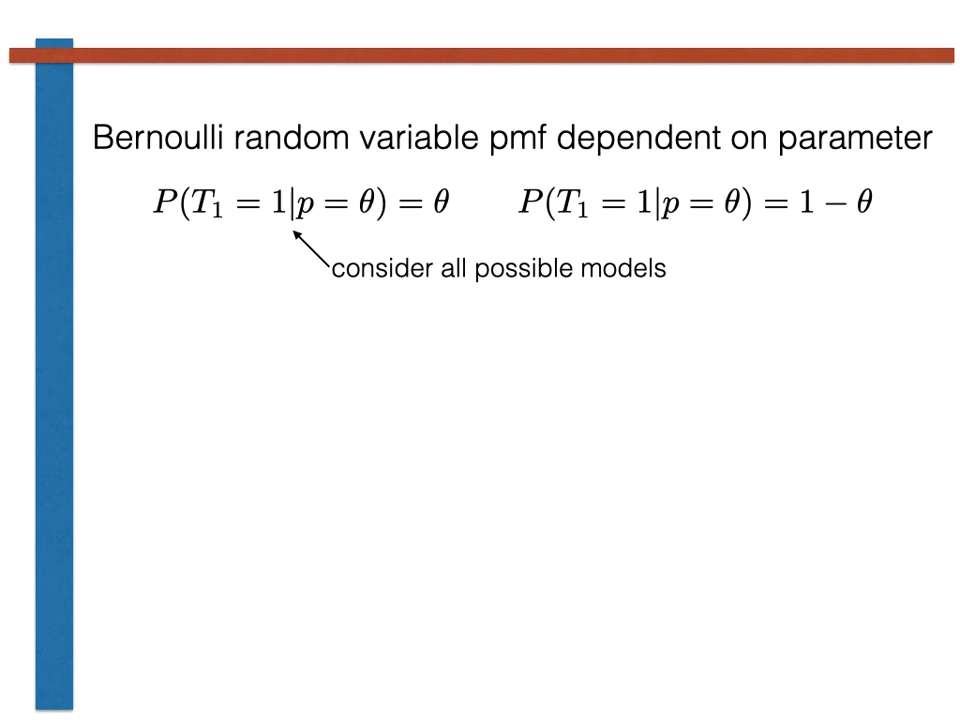 Bernoulli random variable pmf dependent on parameter
P(T₁ = 1|p = θ) = θ P(T₁ = 1|p = θ) = 1 − θ
consider all possible models